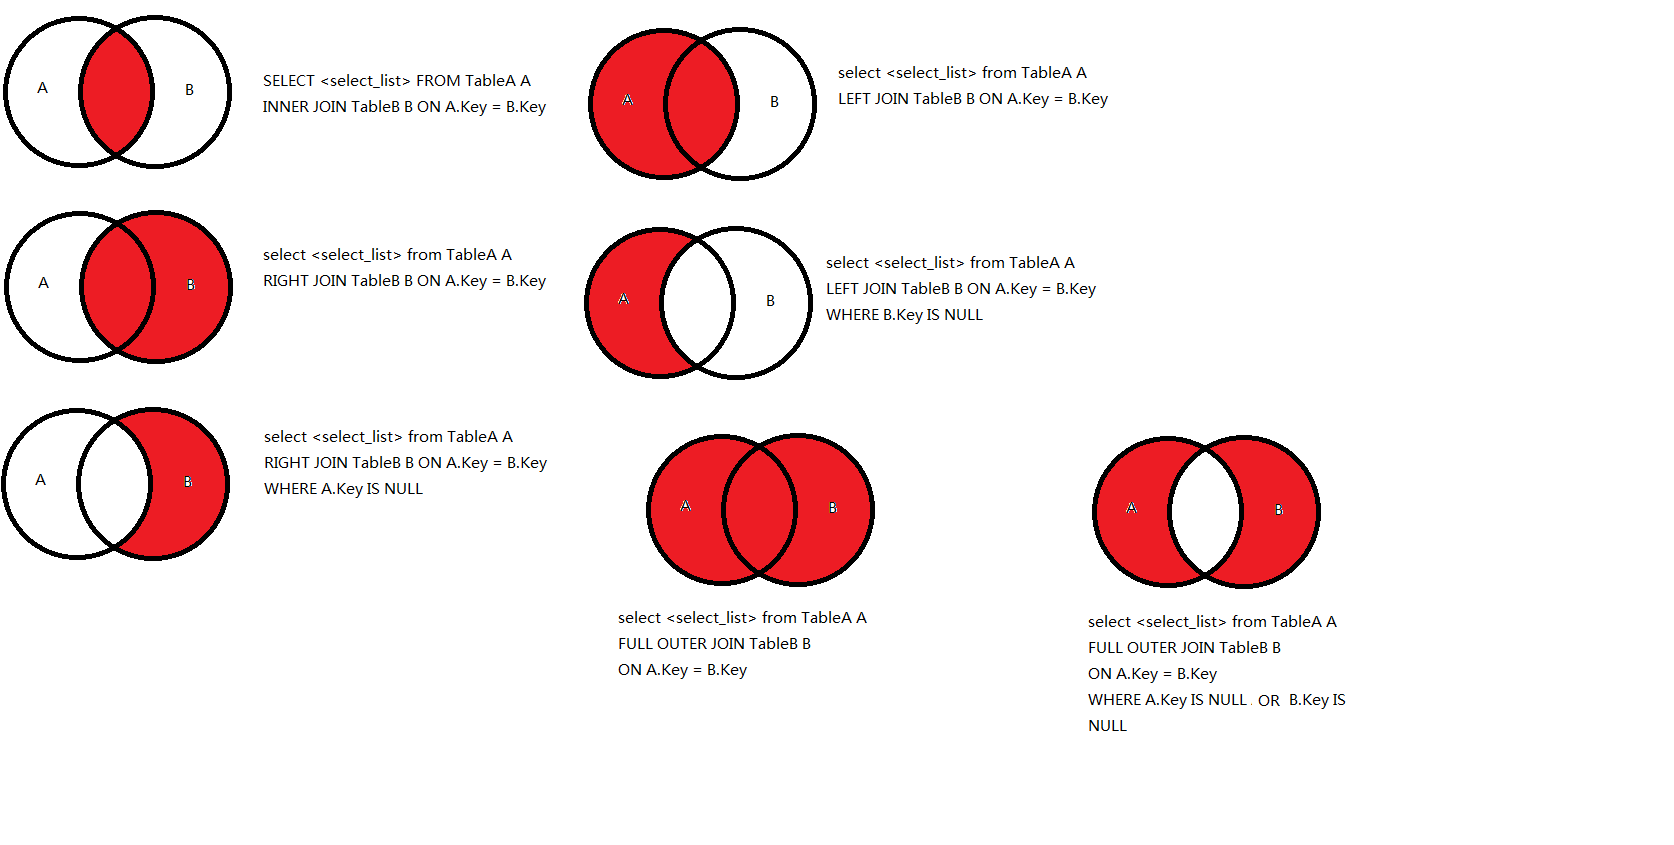 A
B
SELECT <select_list> FROM TableA A
INNER JOIN TableB B ON A.Key = B.Key
A
B
select <select_list> from TableA A
LEFT JOIN TableB B ON A.Key = B.Key
A
B
select <select_list> from TableA A
RIGHT JOIN TableB B ON A.Key = B.Key
A
B
select <select_list> from TableA A
LEFT JOIN TableB B ON A.Key = B.Key
WHERE B.Key IS NULL
A
B
select <select_list> from TableA A
RIGHT JOIN TableB B ON A.Key = B.Key
WHERE A.Key IS NULL
A
B
select <select_list> from TableA A
FULL OUTER JOIN TableB B
ON A.Key = B.Key
A
B
select <select_list> from TableA A
FULL OUTER JOIN TableB B
ON A.Key = B.Key
WHERE A.Key IS NULL OR B.Key IS
NULL